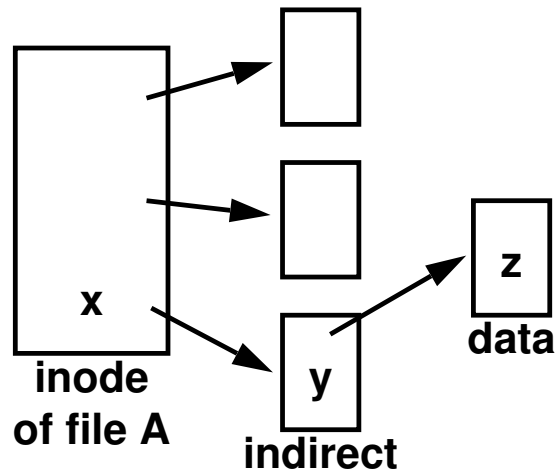 x
inode
of file A
y
indirect
z
data